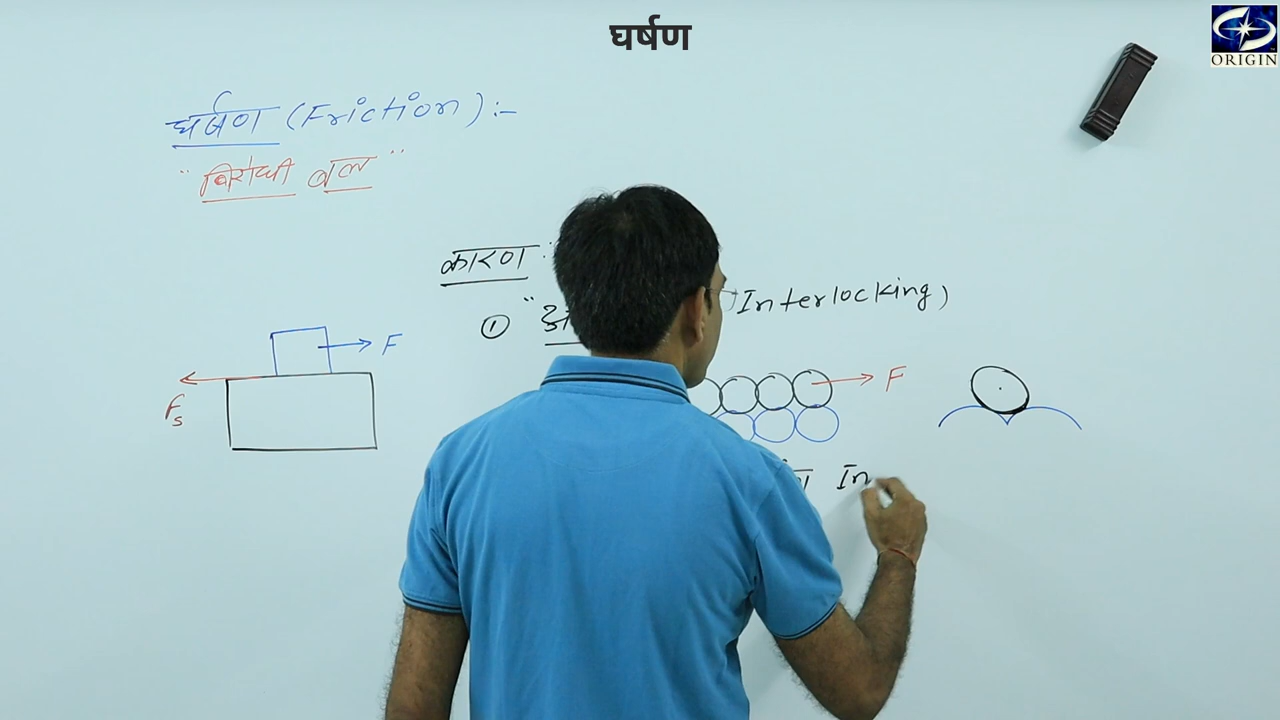 घर्षण
ORIGIN
घर्षण (Friction) :-
"विरोधी बल"
कारण
① " Interlocking)
F
fs
F
In